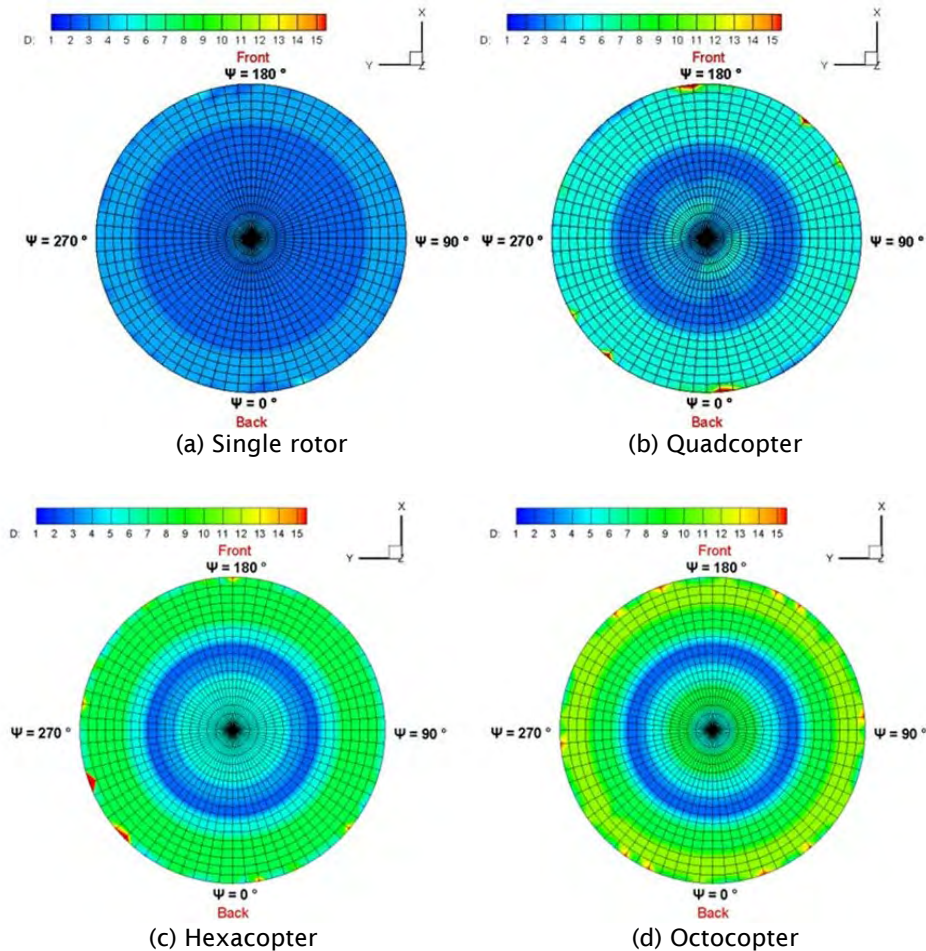 D: 1 2 3 4 5 6 7 8 9 10 11 12 13 14 15
X
Y
Z
Front
Ψ = 180 °
Ψ = 270 °
Ψ = 90 °
Ψ = 0 °
Back
(a) Single rotor
D: 1 2 3 4 5 6 7 8 9 10 11 12 13 14 15
X
Y
Z
Front
Ψ = 180 °
Ψ = 270 °
Ψ = 90 °
Ψ = 0 °
Back
(b) Quadcopter
D: 1 2 3 4 5 6 7 8 9 10 11 12 13 14 15
X
Y
Z
Front
Ψ = 180 °
Ψ = 270 °
Ψ = 90 °
Ψ = 0 °
Back
(c) Hexacopter
D: 1 2 3 4 5 6 7 8 9 10 11 12 13 14 15
X
Y
Z
Front
Ψ = 180 °
Ψ = 270 °
Ψ = 90 °
Ψ = 0 °
Back
(d) Octocopter